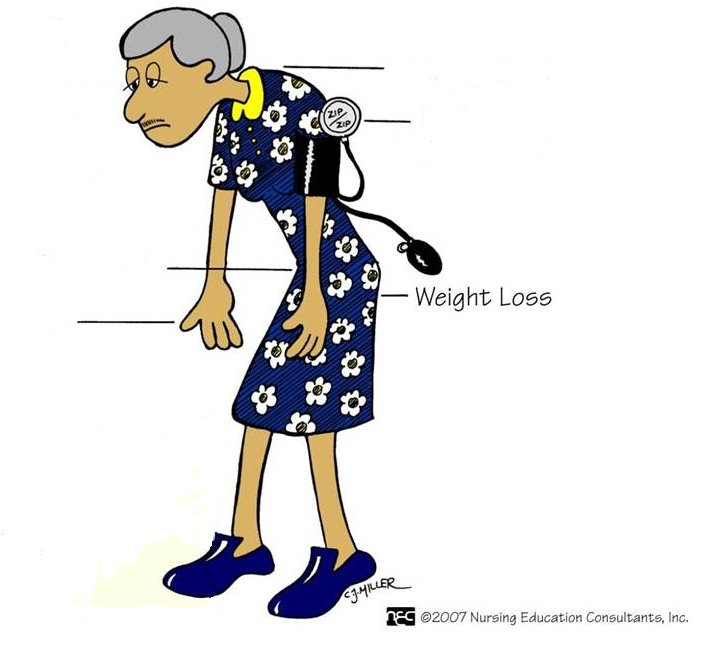 ZIP
ZIP
Weight Loss
C.J. MILLER
nec ©2007 Nursing Education Consultants, Inc.